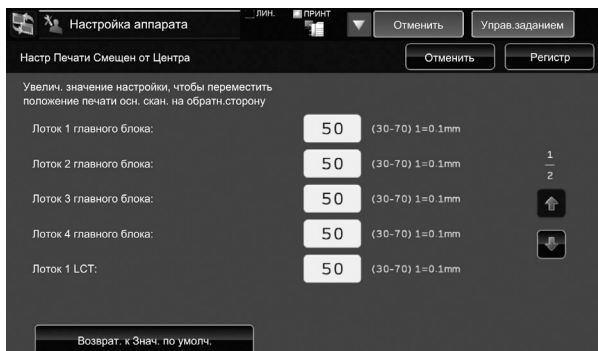 Настройка аппарата
__ЛИН.
ПРИНТ
Отменить
Управ.заданием
Настр Печати Смещен от Центра
Отменить
Регистр
Увелич. значение настройки, чтобы переместить
положение печати осн. скан. на обратн.сторону
Лоток 1 главного блока: 50 (30-70) 1=0.1mm
Лоток 2 главного блока: 50 (30-70) 1=0.1mm
Лоток 3 главного блока: 50 (30-70) 1=0.1mm
Лоток 4 главного блока: 50 (30-70) 1=0.1mm
Лоток 1 LCT: 50 (30-70) 1=0.1mm
1
2
Возврат. к Знач. по умолч.